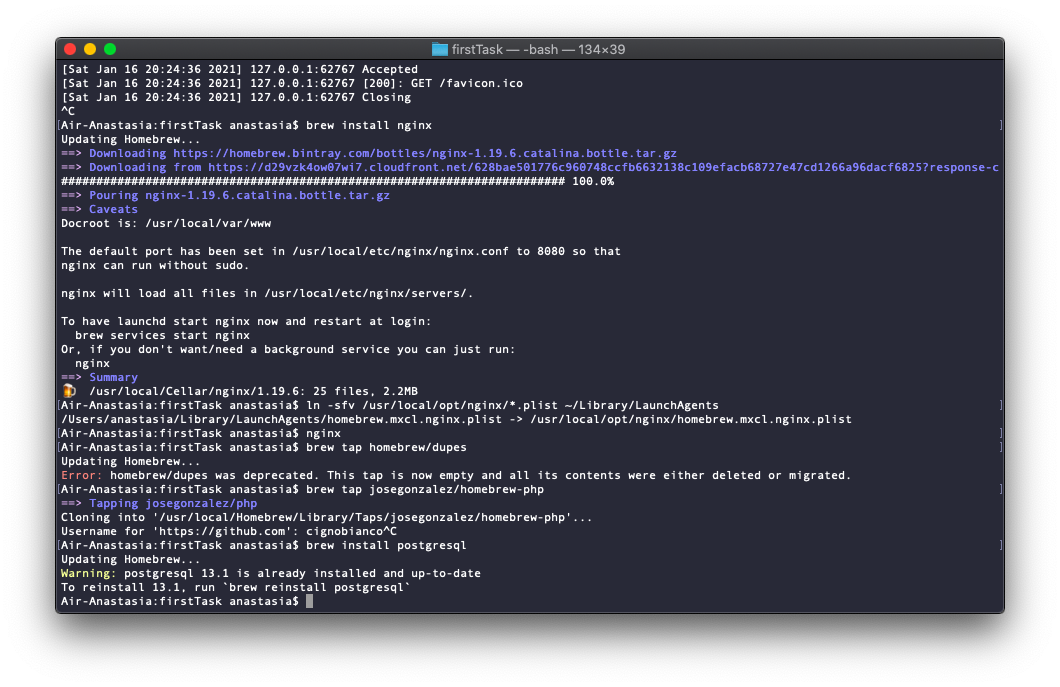 firstTask — -bash — 134×39
[Sat Jan 16 20:24:36 2021] 127.0.0.1:62767 Accepted
[Sat Jan 16 20:24:36 2021] 127.0.0.1:62767 [200]: GET /favicon.ico
[Sat Jan 16 20:24:36 2021] 127.0.0.1:62767 Closing
^C
[Air-Anastasia:firstTask anastasia$ brew install nginx ]
Updating Homebrew...
==> Downloading https://homebrew.bintray.com/bottles/nginx-1.19.6.catalina.bottle.tar.gz
==> Downloading from https://d29vzk4ow07wi7.cloudfront.net/628bae501776c960748ccfb6632138c109efacb68727e47cd1266a96dacf6825?response-c
######################################################################## 100.0%
==> Pouring nginx-1.19.6.catalina.bottle.tar.gz
==> Caveats
Docroot is: /usr/local/var/www
The default port has been set in /usr/local/etc/nginx/nginx.conf to 8080 so that
nginx can run without sudo.
nginx will load all files in /usr/local/etc/nginx/servers/.
To have launchd start nginx now and restart at login:
brew services start nginx
Or, if you don't want/need a background service you can just run:
nginx
==> Summary
🍺 /usr/local/Cellar/nginx/1.19.6: 25 files, 2.2MB
[Air-Anastasia:firstTask anastasia$ ln -sfv /usr/local/opt/nginx/*.plist ~/Library/LaunchAgents ]
/Users/anastasia/Library/LaunchAgents/homebrew.mxcl.nginx.plist -> /usr/local/opt/nginx/homebrew.mxcl.nginx.plist
[Air-Anastasia:firstTask anastasia$ nginx ]
[Air-Anastasia:firstTask anastasia$ brew tap homebrew/dupes ]
Updating Homebrew...
Error: homebrew/dupes was deprecated. This tap is now empty and all its contents were either deleted or migrated.
[Air-Anastasia:firstTask anastasia$ brew tap josegonzalez/homebrew-php ]
==> Tapping josegonzalez/php
Cloning into '/usr/local/Homebrew/Library/Taps/josegonzalez/homebrew-php'...
Username for 'https://github.com': cignobianco^C
[Air-Anastasia:firstTask anastasia$ brew install postgresql ]
Updating Homebrew...
Warning: postgresql 13.1 is already installed and up-to-date
To reinstall 13.1, run `brew reinstall postgresql`
Air-Anastasia:firstTask anastasia$